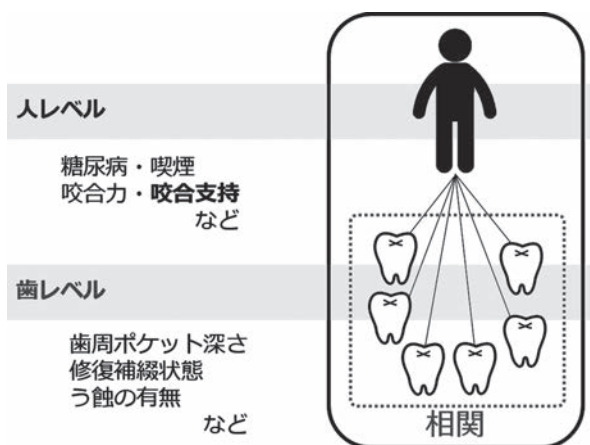 人レベル
糖尿病・喫煙
咬合力・咬合支持
など
歯レベル
歯周ポケット深さ
修復補綴状態
う蝕の有無
など
相関